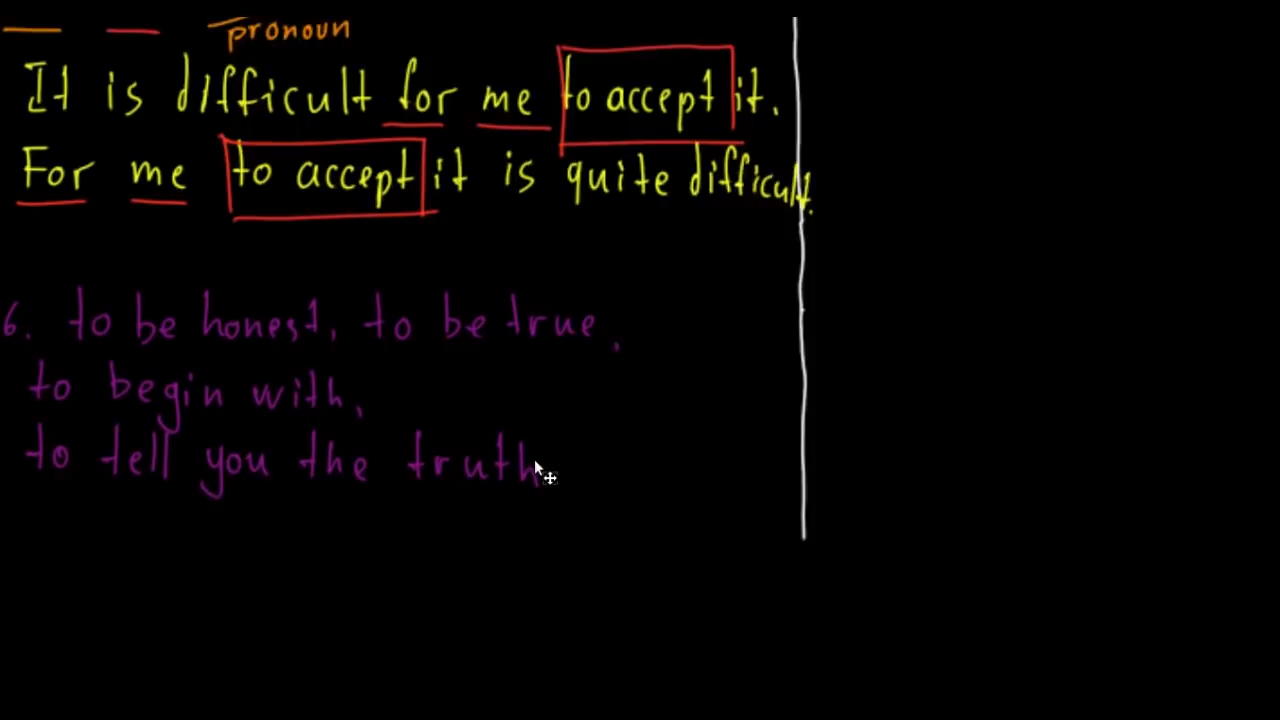 pronoun
It is difficult for me to accept it.
For me to accept it is quite difficult.
6. to be honest, to be true,
to begin with,
to tell you the truth